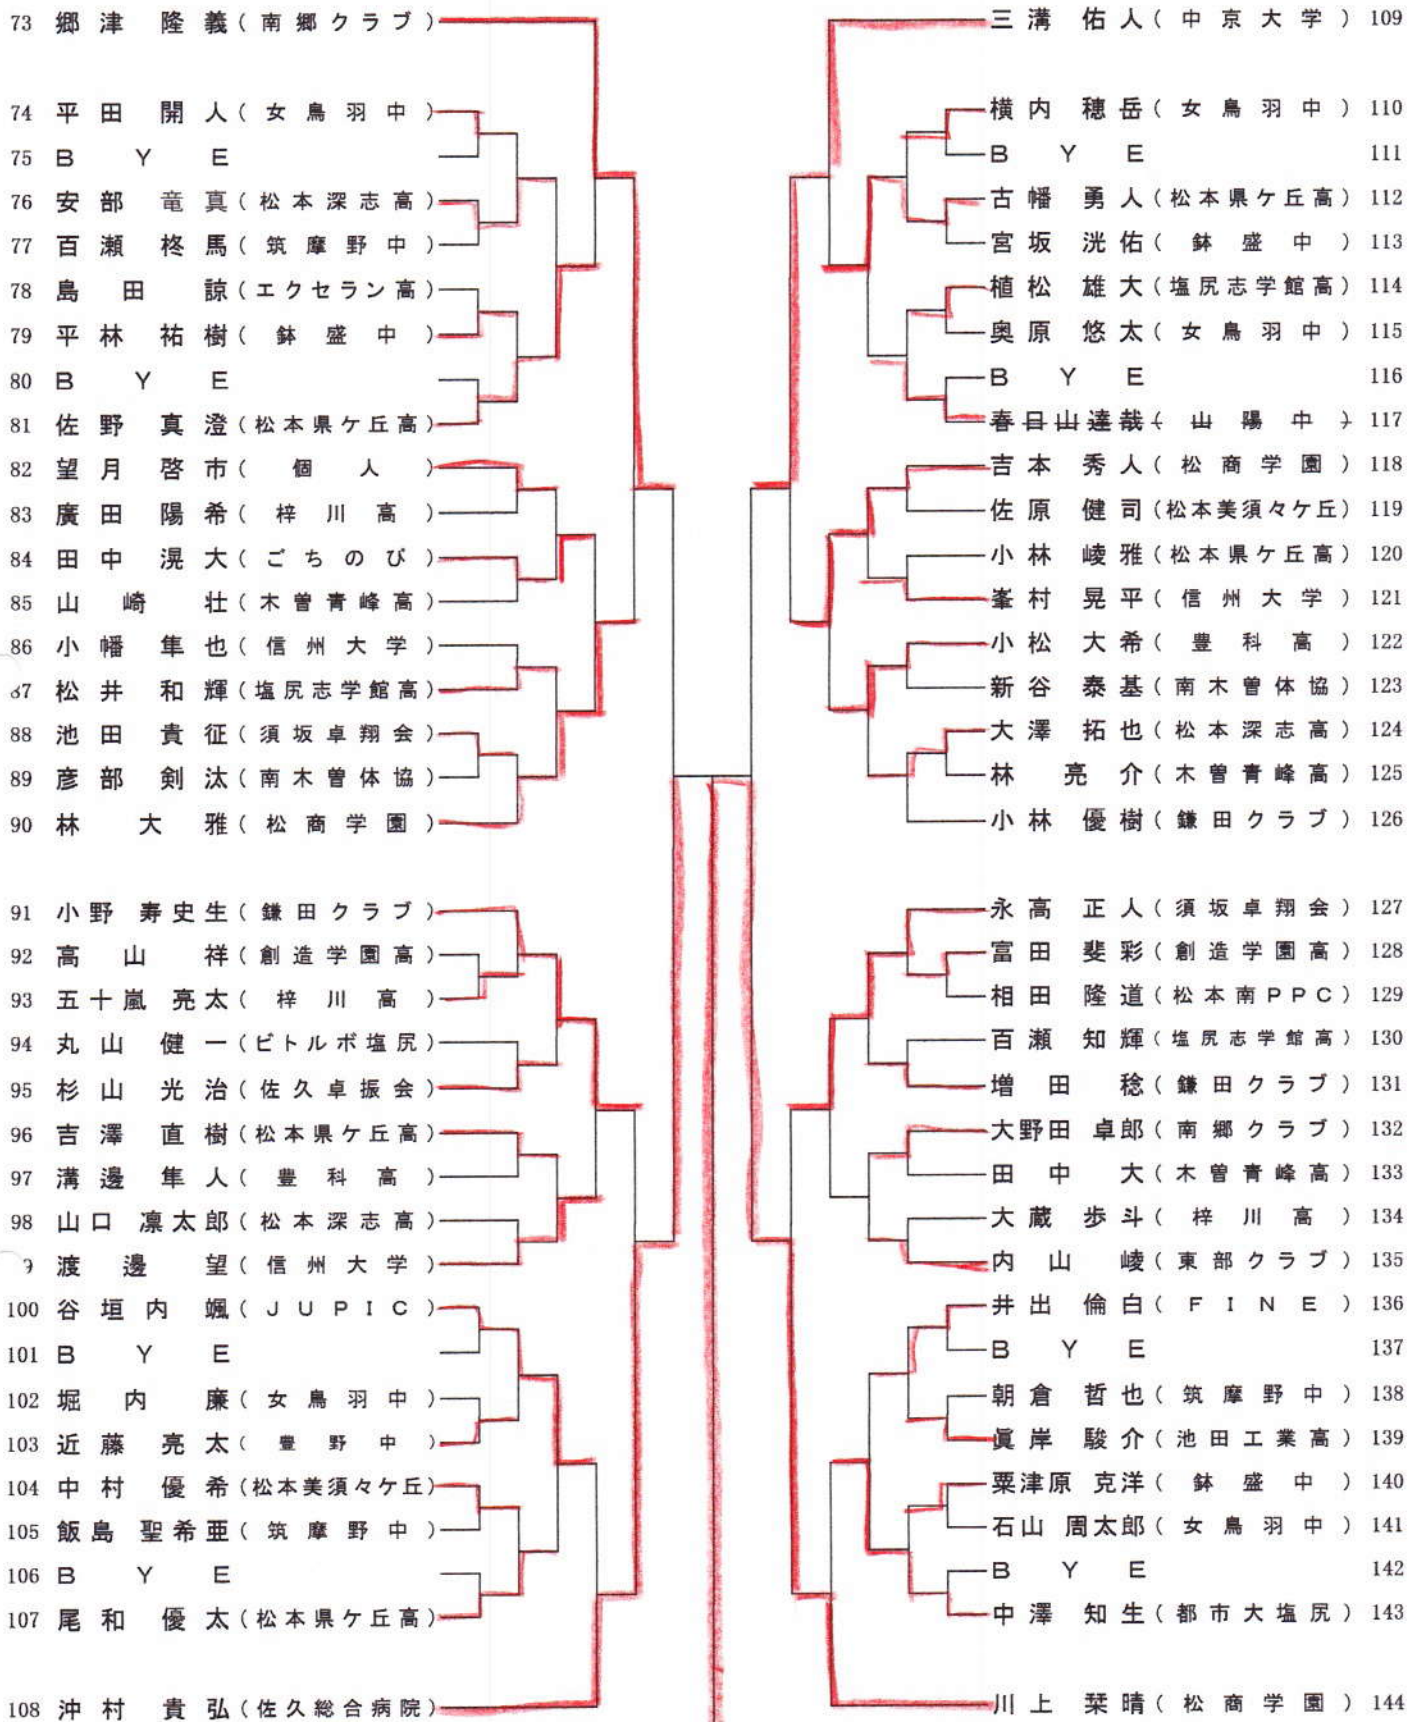 73 郷津 隆義(南郷クラブ)
74 平田 開人(女鳥羽中)
75 BYE
76 安部 竜真(松本深志高)
77 百瀬 柊馬(筑摩野中)
78 島田 諒(エクセラン高)
79 平林 祐樹(鉢盛中)
80 BYE
81 佐野 真澄(松本県ケ丘高)
82 望月 啓市(個人)
83 廣田 陽希(梓川高)
84 田中 滉大(ごちのび)
85 山崎 壮(木曽青峰高)
86 小幡 隼也(信州大学)
87 松井 和輝(塩尻志学館高)
88 池田 貴征(須坂卓翔会)
89 彦部 剣汰(南木曽体協)
90 林 大雅(松商学園)
91 小野 寿史生(鎌田クラブ)
92 高山 祥(創造学園高)
93 五十嵐 亮太(梓川高)
94 丸山 健一(ビトルボ塩尻)
95 杉山 光治(佐久卓振会)
96 吉澤 直樹(松本県ケ丘高)
97 溝邊 隼人(豊科高)
98 山口 凛太郎(松本深志高)
9 渡邊 望(信州大学)
100 谷垣内 颯(JUPIC)
101 BYE
102 堀内 廉(女鳥羽中)
103 近藤 亮太(豊野中)
104 中村 優希(松本美須々ケ丘)
105 飯島 聖希亜(筑摩野中)
106 BYE
107 尾和 優太(松本県ケ丘高)
108 沖村 貴弘(佐久総合病院)
三溝 佑人(中京大学) 109
横内 穂岳(女鳥羽中) 110
BYE 111
古幡 勇人(松本県ケ丘高) 112
宮坂 洸佑(鉢盛中) 113
植松 雄大(塩尻志学館高) 114
奥原 悠太(女鳥羽中) 115
BYE 116
春日山達哉(山陽中) 117
吉本 秀人(松商学園) 118
佐原 健司(松本美須々ケ丘) 119
小林 崚雅(松本県ケ丘高) 120
峯村 晃平(信州大学) 121
小松 大希(豊科高) 122
新谷 泰基(南木曽体協) 123
大澤 拓也(松本深志高) 124
林 亮介(木曽青峰高) 125
小林 優樹(鎌田クラブ) 126
永高 正人(須坂卓翔会) 127
富田 斐彩(創造学園高) 128
相田 隆道(松本南PPC) 129
百瀬 知輝(塩尻志学館高) 130
増田 稔(鎌田クラブ) 131
大野田 卓郎(南郷クラブ) 132
田中 大(木曽青峰高) 133
大蔵 歩斗(梓川高) 134
内山 崚(東部クラブ) 135
井出 倫白(FINE) 136
BYE 137
朝倉 哲也(筑摩野中) 138
眞岸 駿介(池田工業高) 139
粟津原 克洋(鉢盛中) 140
石山 周太郎(女鳥羽中) 141
BYE 142
中澤 知生(都市大塩尻) 143
川上 栞晴(松商学園) 144